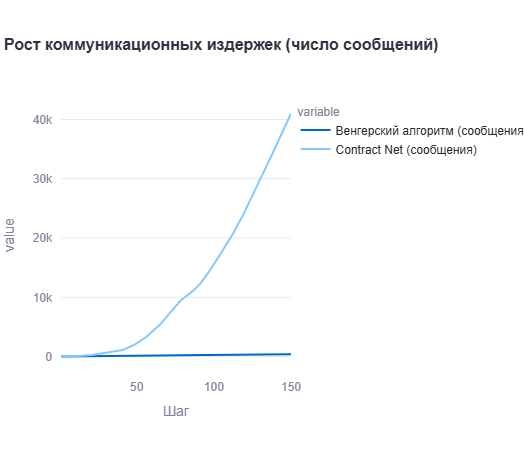 Рост коммуникационных издержек (число сообщений)
variable
Венгерский алгоритм (сообщения
Contract Net (сообщения)
40k
30k
20k
10k
0
value
50
100
150
Шаг